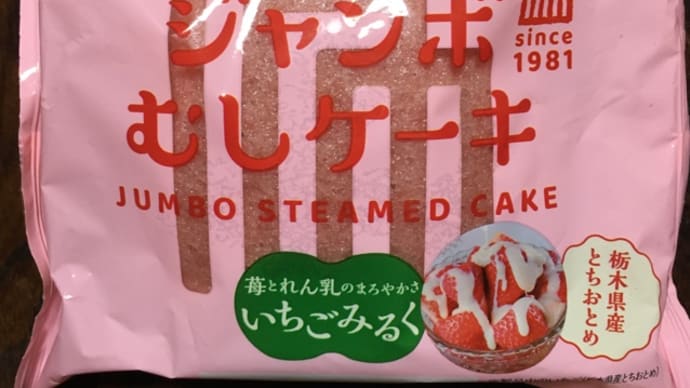 ジャンボ
since
1981
むしケーキ
JUMBO STEAMED CAKE
苺とれん乳のまろやかさ
いちごみるく
栃木県産
とちおとめ